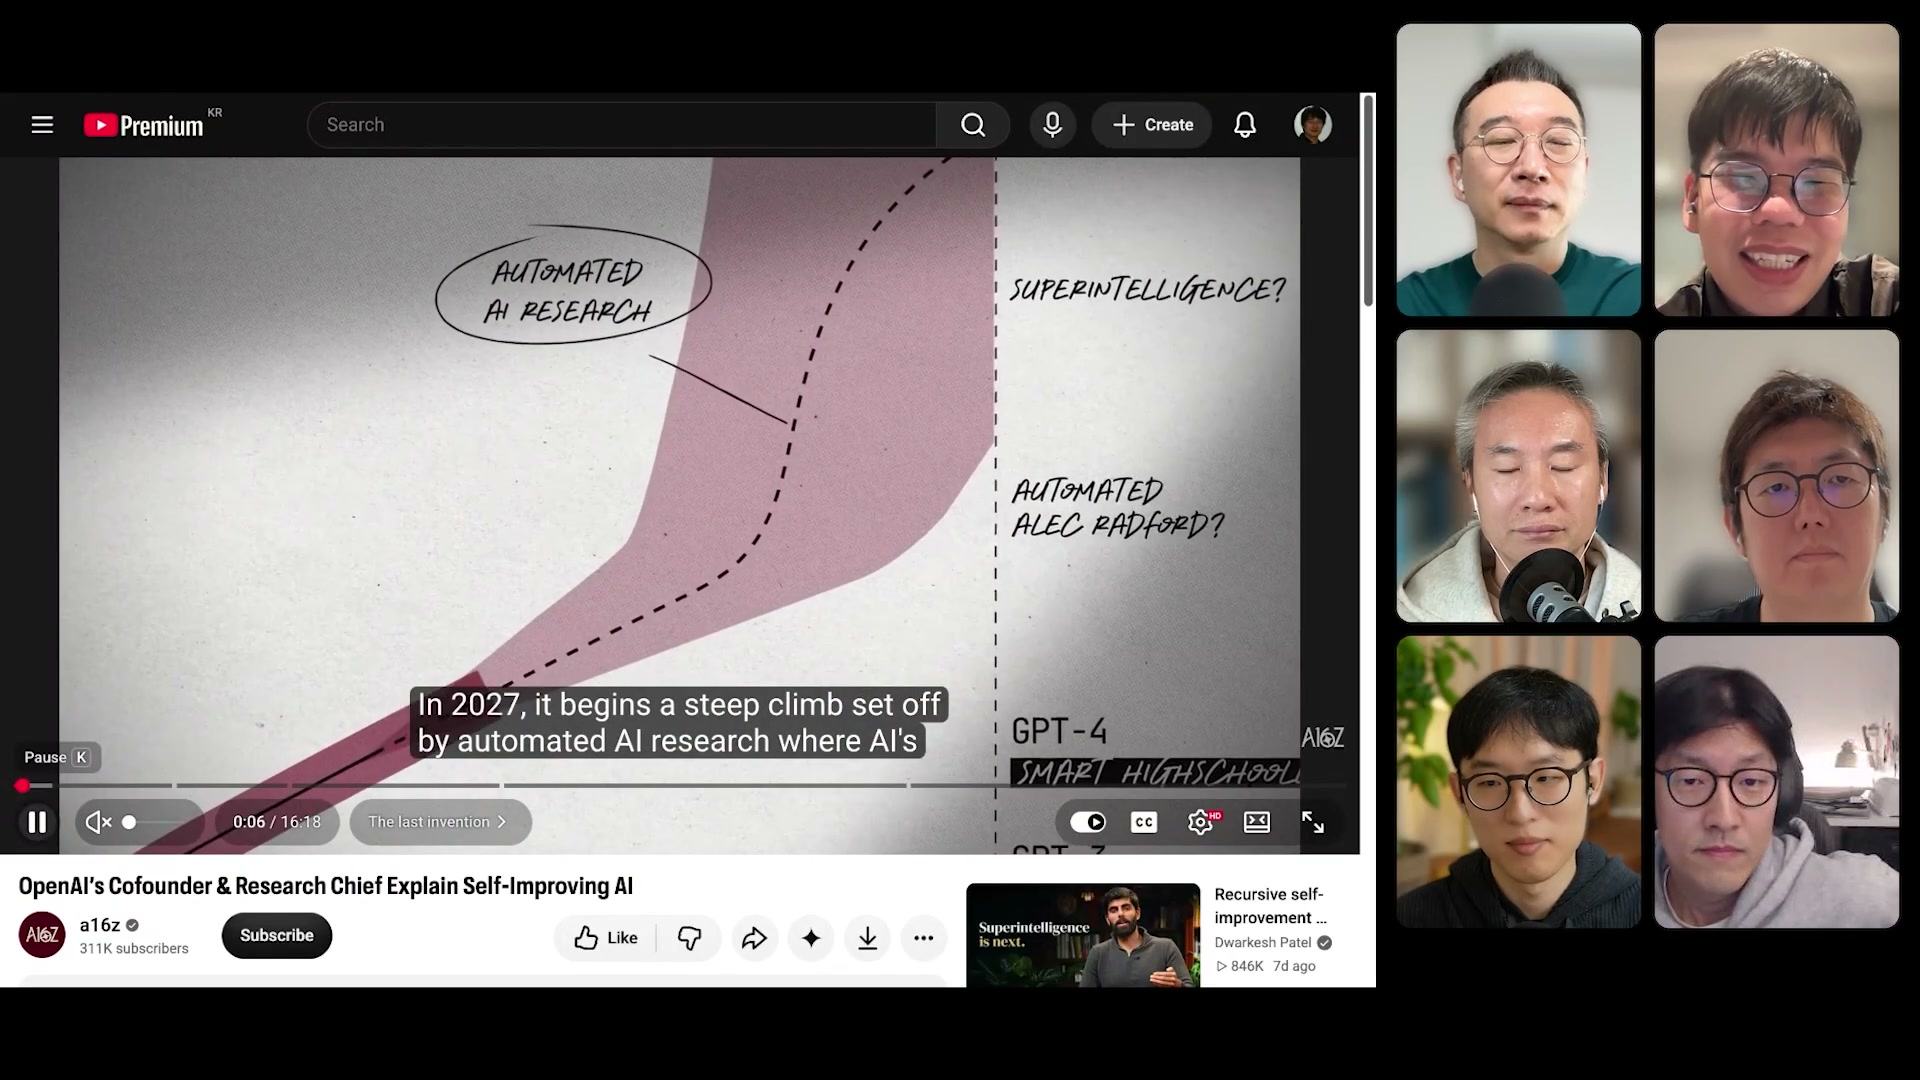 Premium KR
Search
Create
AUTOMATED
AI RESEARCH
SUPERINTELLIGENCE?
AUTOMATED
ALEC RADFORD?
GPT-4
SMART HIGHSCHOOL
In 2027, it begins a steep climb set off
by automated AI research where AI's
A16Z
Pause K
0:06 / 16:18
The last invention
CC
HD
OpenAI's Cofounder & Research Chief Explain Self-Improving AI
A16Z
a16z
311K subscribers
Subscribe
Like
Superintelligence
is next.
Recursive self-
improvement ...
Dwarkesh Patel
846K 7d ago